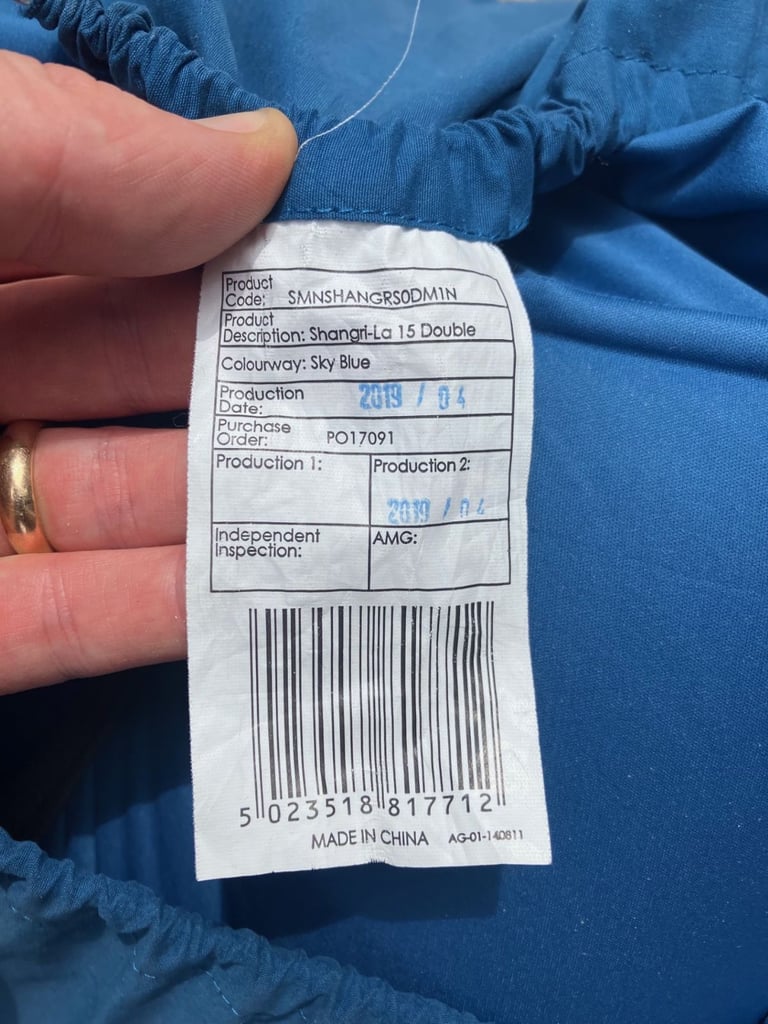 Product
Code: SMNSHANGRS0DM1N
Product
Description: Shangri-La 15 Double
Colourway: Sky Blue
Production
Date: 2019 / 04
Purchase
Order: PO17091
Production 1:
Production 2:
2019 / 04
Independent
Inspection:
AMG:
5 023518 817712
MADE IN CHINA AG-01-140811